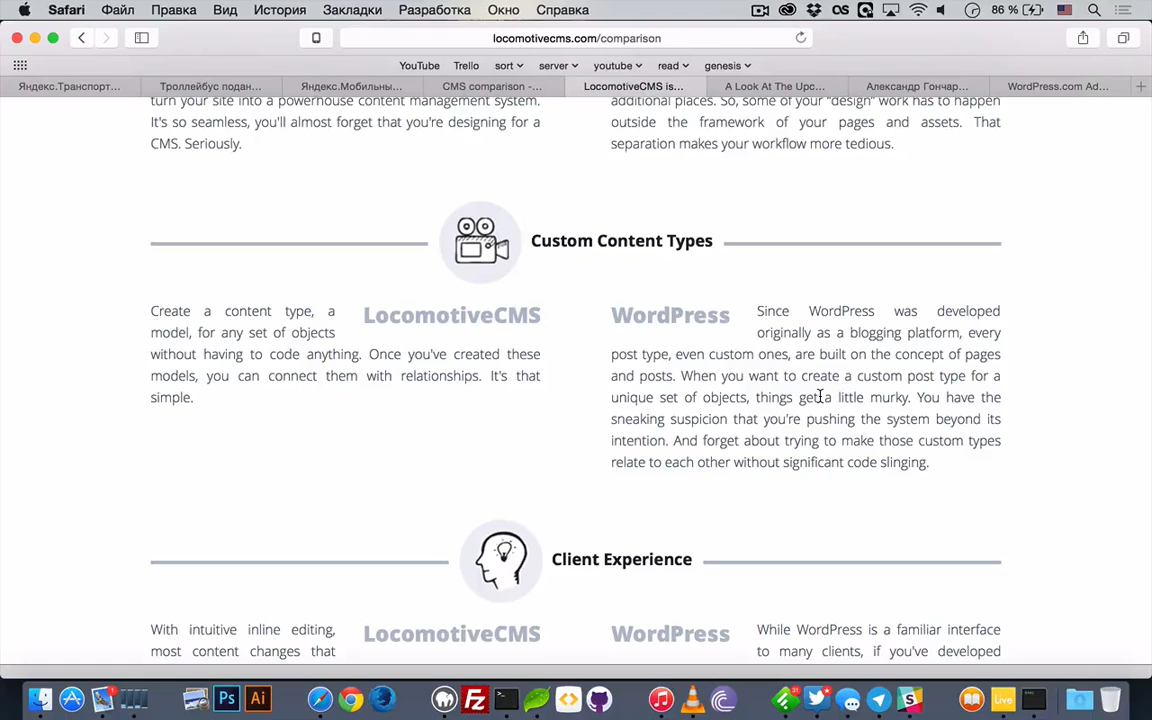 Safari Файл Правка Вид История Закладки Разработка Окно Справка 86 %
locomotivecms.com/comparison
YouTube Trello sort server youtube read genesis
Яндекс.Транспорт... Троллейбус подан... Яндекс.Мобильны... CMS comparison -... LocomotiveCMS is... A Look At The Upc... Александр Гончар... WordPress.com Ad...
turn your site into a powerhouse content management system.
It's so seamless, you'll almost forget that you're designing for a
CMS. Seriously.
additional places. So, some of your "design" work has to happen
outside the framework of your pages and assets. That
separation makes your workflow more tedious.
Custom Content Types
LocomotiveCMS
Create a content type, a
model, for any set of objects
without having to code anything. Once you've created these
models, you can connect them with relationships. It's that
simple.
WordPress
Since WordPress was developed
originally as a blogging platform, every
post type, even custom ones, are built on the concept of pages
and posts. When you want to create a custom post type for a
unique set of objects, things get a little murky. You have the
sneaking suspicion that you're pushing the system beyond its
intention. And forget about trying to make those custom types
relate to each other without significant code slinging.
Client Experience
LocomotiveCMS
With intuitive inline editing,
most content changes that
WordPress
While WordPress is a familiar interface
to many clients, if you've developed
Ps Ai Fz Live